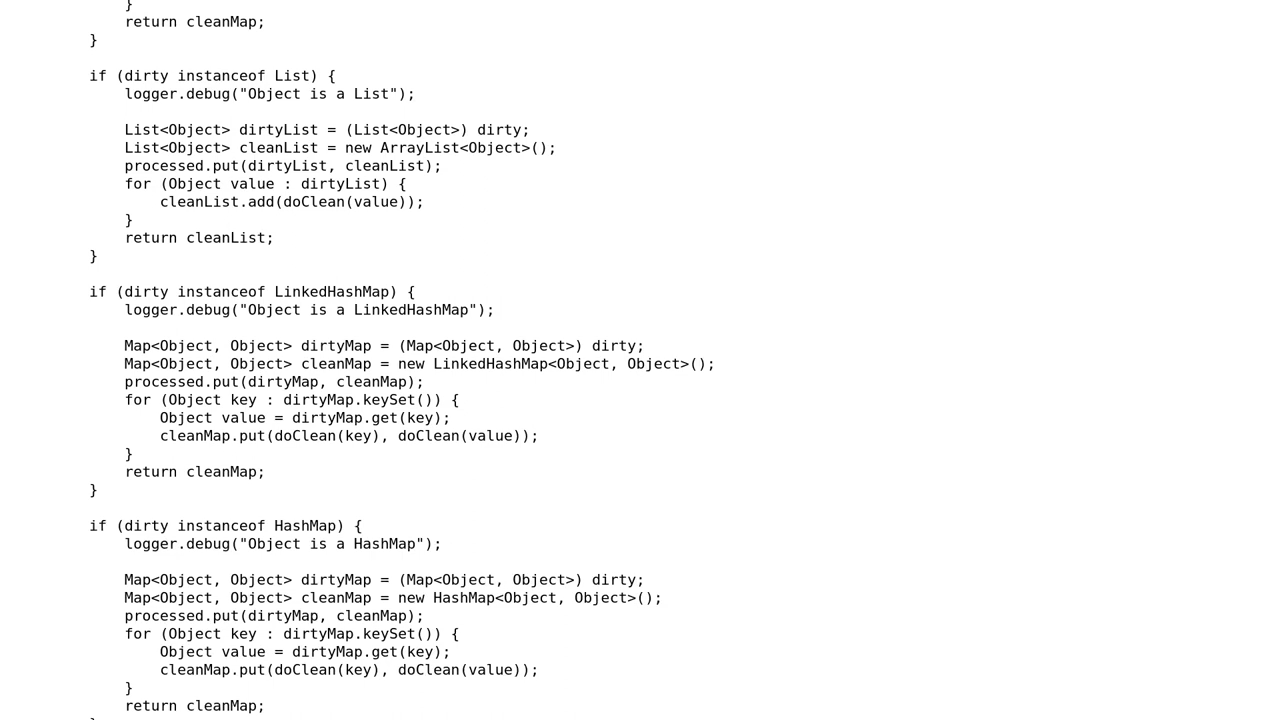 }
return cleanMap;
}
if (dirty instanceof List) {
logger.debug("Object is a List");
List<Object> dirtyList = (List<Object>) dirty;
List<Object> cleanList = new ArrayList<Object>();
processed.put(dirtyList, cleanList);
for (Object value : dirtyList) {
cleanList.add(doClean(value));
}
return cleanList;
}
if (dirty instanceof LinkedHashMap) {
logger.debug("Object is a LinkedHashMap");
Map<Object, Object> dirtyMap = (Map<Object, Object>) dirty;
Map<Object, Object> cleanMap = new LinkedHashMap<Object, Object>();
processed.put(dirtyMap, cleanMap);
for (Object key : dirtyMap.keySet()) {
Object value = dirtyMap.get(key);
cleanMap.put(doClean(key), doClean(value));
}
return cleanMap;
}
if (dirty instanceof HashMap) {
logger.debug("Object is a HashMap");
Map<Object, Object> dirtyMap = (Map<Object, Object>) dirty;
Map<Object, Object> cleanMap = new HashMap<Object, Object>();
processed.put(dirtyMap, cleanMap);
for (Object key : dirtyMap.keySet()) {
Object value = dirtyMap.get(key);
cleanMap.put(doClean(key), doClean(value));
}
return cleanMap;
}